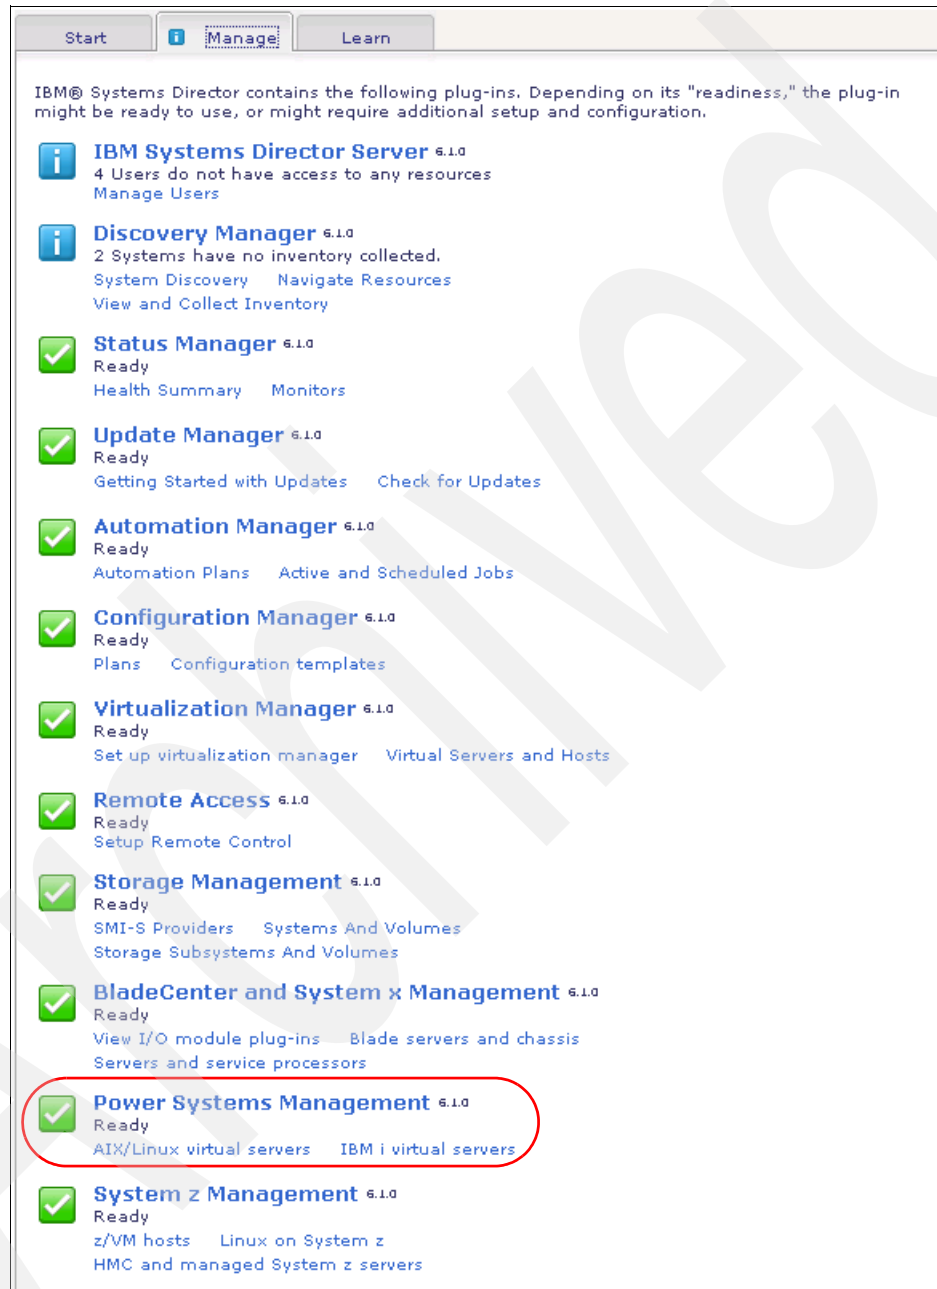 Start Manage Learn
IBM® Systems Director contains the following plug-ins. Depending on its "readiness," the plug-in
might be ready to use, or might require additional setup and configuration.
IBM Systems Director Server 6.1.0
4 Users do not have access to any resources
Manage Users
Discovery Manager 6.1.0
2 Systems have no inventory collected.
System Discovery Navigate Resources
View and Collect Inventory
Status Manager 6.1.0
Ready
Health Summary Monitors
Update Manager 6.1.0
Ready
Getting Started with Updates Check for Updates
Automation Manager 6.1.0
Ready
Automation Plans Active and Scheduled Jobs
Configuration Manager 6.1.0
Ready
Plans Configuration templates
Virtualization Manager 6.1.0
Ready
Set up virtualization manager Virtual Servers and Hosts
Remote Access 6.1.0
Ready
Setup Remote Control
Storage Management 6.1.0
Ready
SMI-S Providers Systems And Volumes
Storage Subsystems And Volumes
BladeCenter and System x Management 6.1.0
Ready
View I/O module plug-ins Blade servers and chassis
Servers and service processors
Power Systems Management 6.1.0
Ready
AIX/Linux virtual servers IBM i virtual servers
System z Management 6.1.0
Ready
z/VM hosts Linux on System z
HMC and managed System z servers
Archived